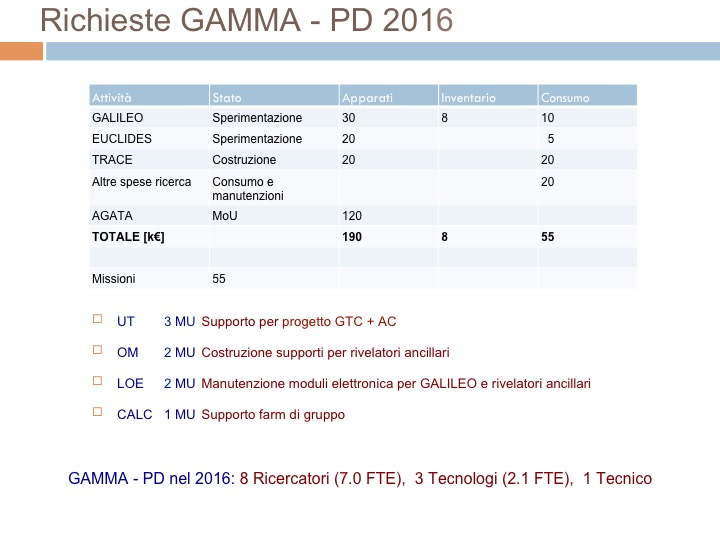 Richieste GAMMA - PD 2016
Attività Stato Apparati Inventario Consumo
GALILEO Sperimentazione 30 8 10
EUCLIDES Sperimentazione 20 5
TRACE Costruzione 20 20
Altre spese ricerca Consumo e manutenzioni 20
AGATA MoU 120
TOTALE [k€] 190 8 55
Missioni 55
UT 3 MU Supporto per progetto GTC + AC
OM 2 MU Costruzione supporti per rivelatori ancillari
LOE 2 MU Manutenzione moduli elettronica per GALILEO e rivelatori ancillari
CALC 1 MU Supporto farm di gruppo
GAMMA - PD nel 2016: 8 Ricercatori (7.0 FTE), 3 Tecnologi (2.1 FTE), 1 Tecnico